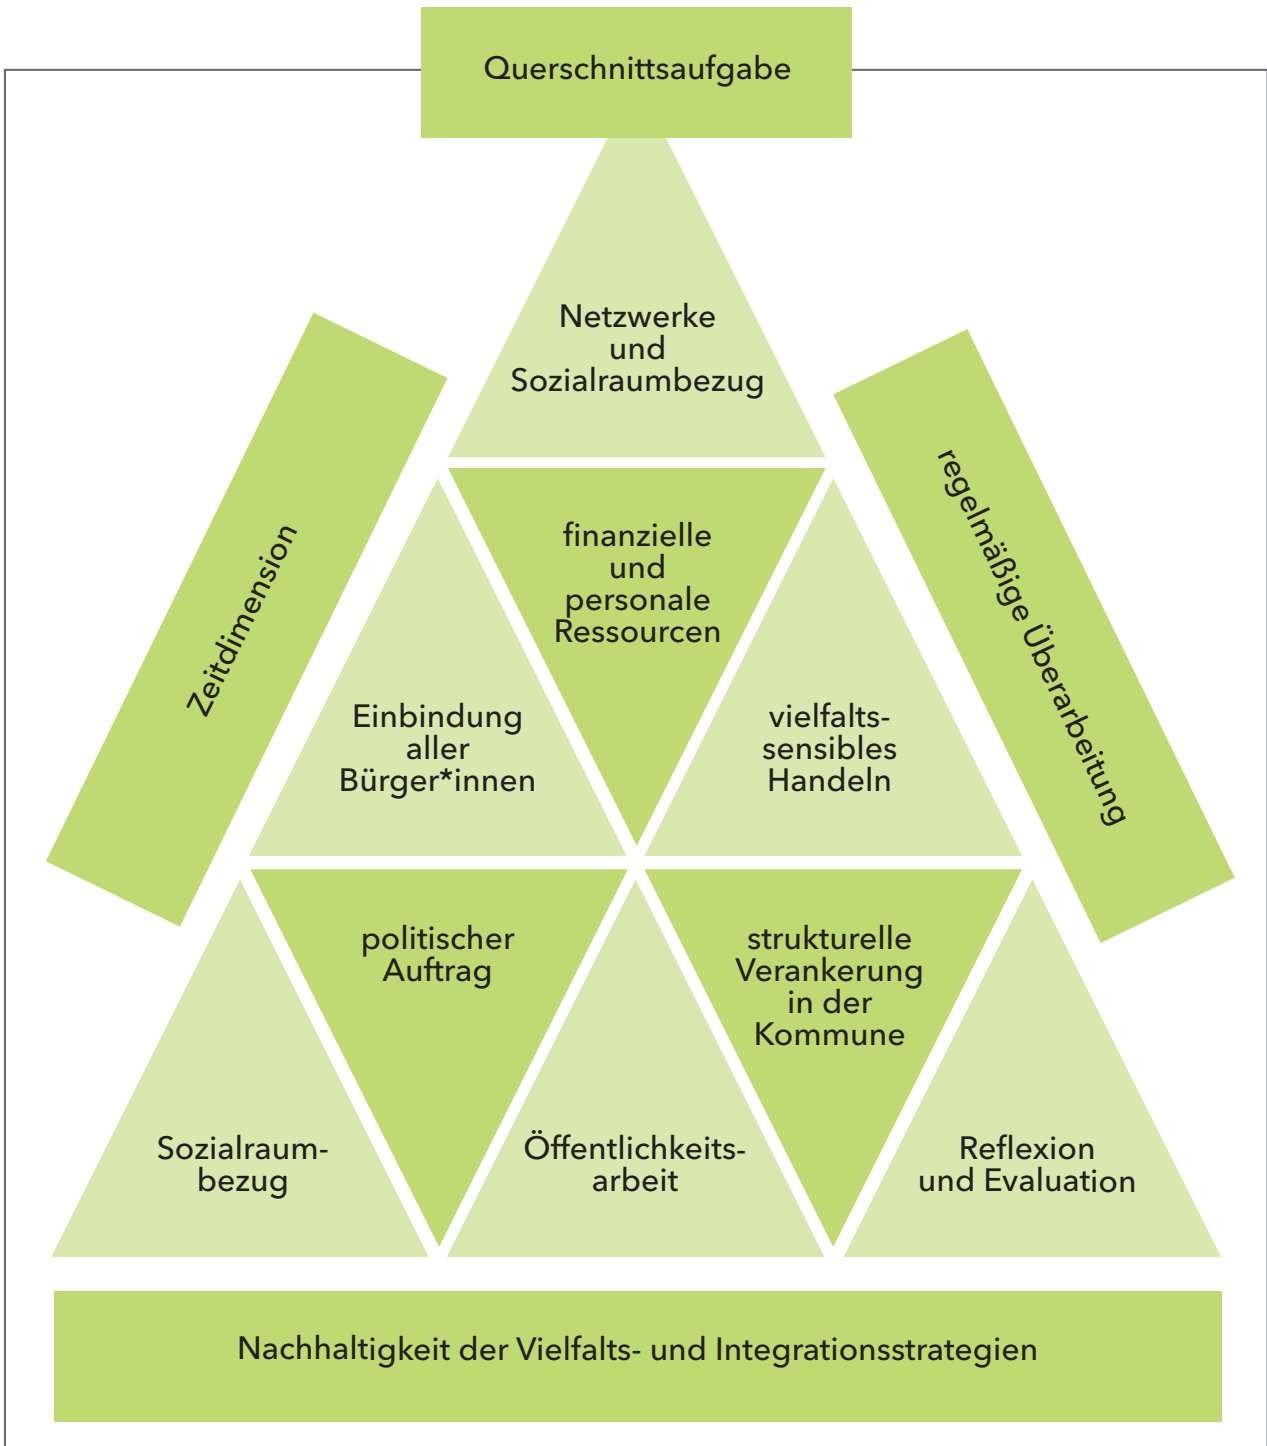 Querschnittsaufgabe
Netzwerke
und
Sozialraumbezug
Zeitdimension
regelmäßige Überarbeitung
finanzielle
und
personale
Ressourcen
Einbindung
aller
Bürger*innen
vielfalts-
sensibles
Handeln
politischer
Auftrag
strukturelle
Verankerung
in der
Kommune
Sozialraum-
bezug
Öffentlichkeits-
arbeit
Reflexion
und Evaluation
Nachhaltigkeit der Vielfalts- und Integrationsstrategien